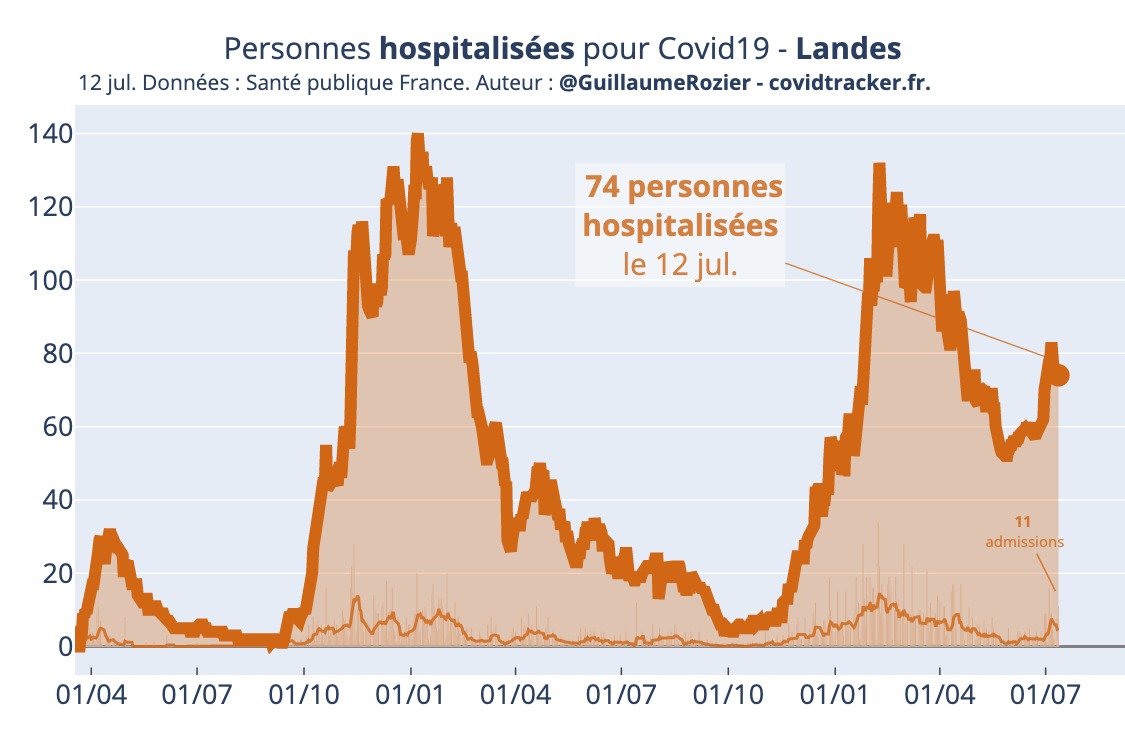 Personnes hospitalisées pour Covid19 - Landes
12 jul. Données : Santé publique France. Auteur : @GuillaumeRozier - covidtracker.fr.
140
120
100
80
60
40
20
0
74 personnes
hospitalisées
le 12 jul.
11
admissions
01/04 01/07 01/10 01/01 01/04 01/07 01/10 01/01 01/04 01/07